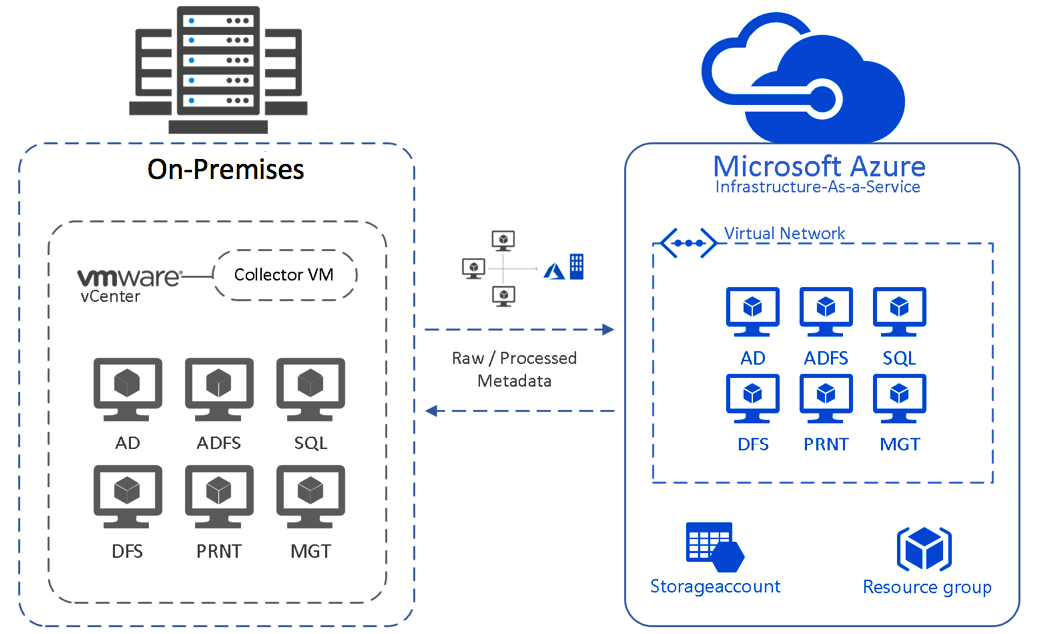 On-Premises
vmware®
vCenter
Collector VM
AD
ADFS
SQL
DFS
PRNT
MGT
Raw / Processed
Metadata
Microsoft Azure
Infrastructure-As-a-Service
Virtual Network
AD
ADFS
SQL
DFS
PRNT
MGT
Storageaccount
Resource group